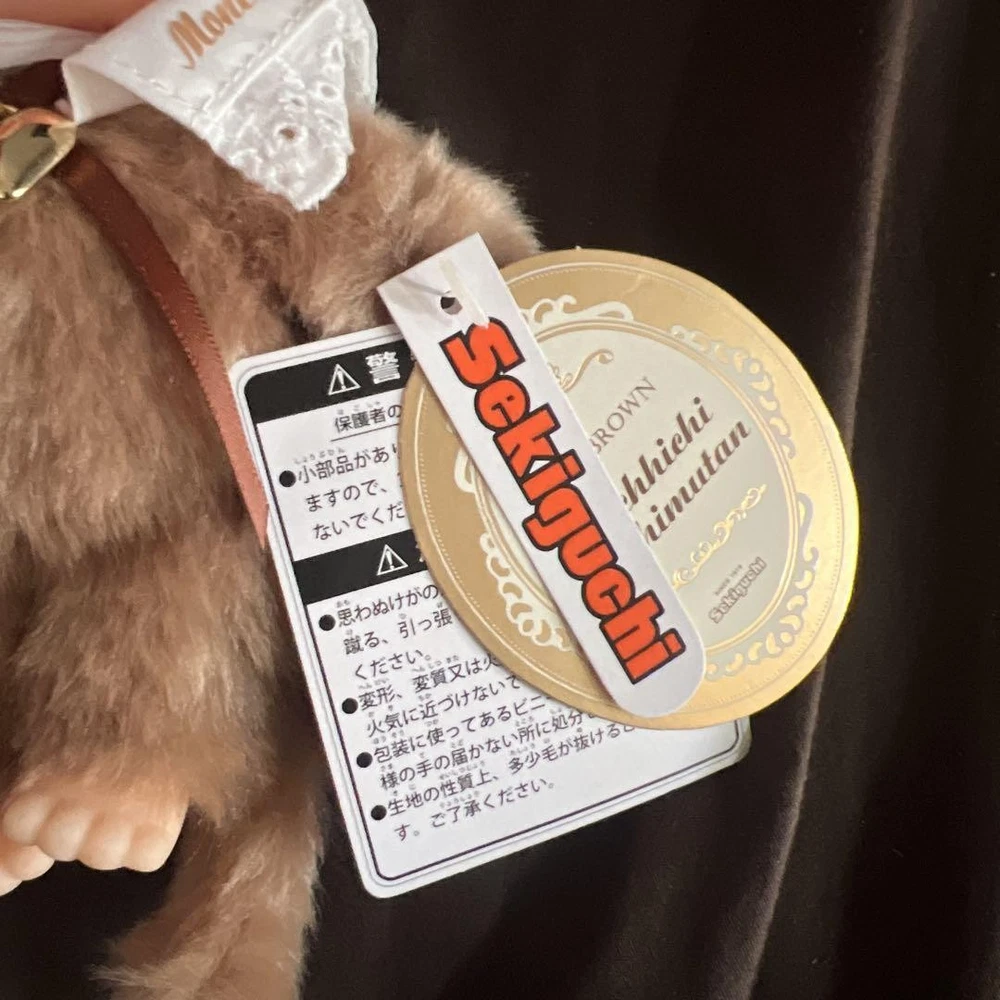 警
保護者の
小部品があり
ますので、
ないでくだ
思わぬけがの
蹴る、引っ張
ください。
変形、変質又は火
火気に近づけないで
包装に使ってあるビニ
様の手の届かない所に処分
生地の性質上、多少毛が抜けると
す。ご了承ください。
Sekiguchi
BROWN
SINCE 1918
Sekiguchi